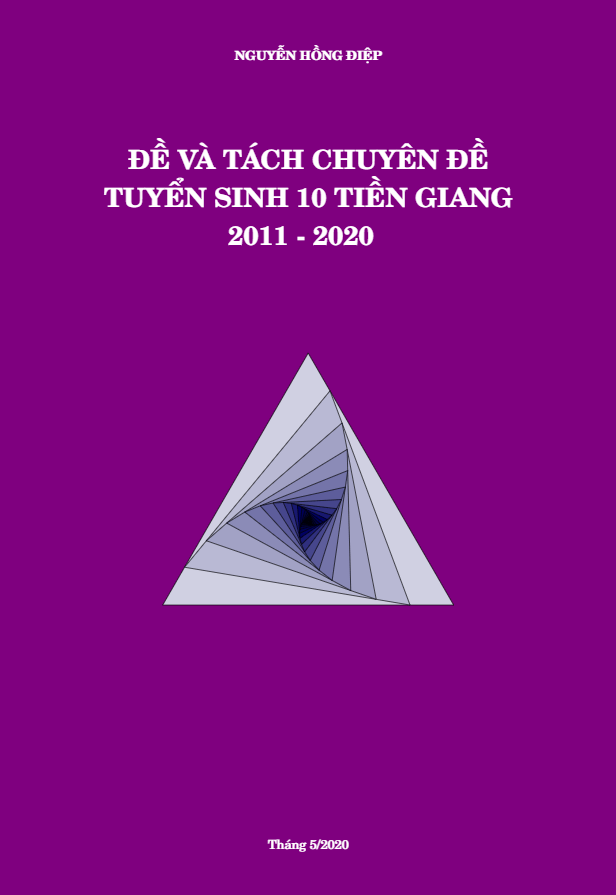 NGUYỄN HỒNG ĐIỆP
ĐỀ VÀ TÁCH CHUYÊN ĐỀ
TUYỂN SINH 10 TIỀN GIANG
2011 - 2020
Tháng 5/2020